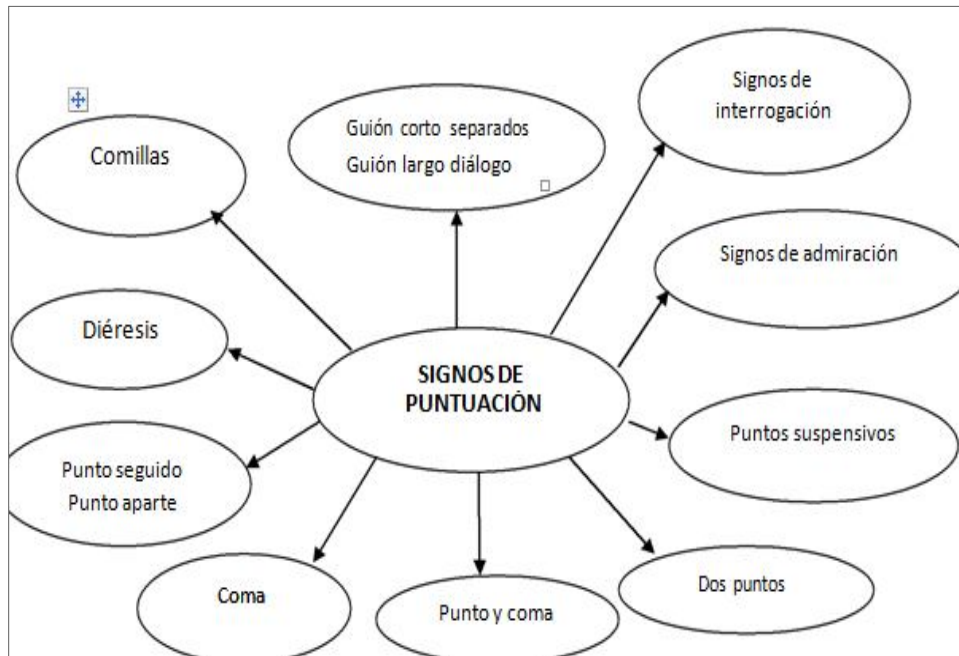 Signos de
interrogación
Guión corto separados
Guión largo diálogo
Comillas
Signos de admiración
Diéresis
SIGNOS DE
PUNTUACIÓN
Puntos suspensivos
Punto seguido
Punto aparte
Coma
Punto y coma
Dos puntos